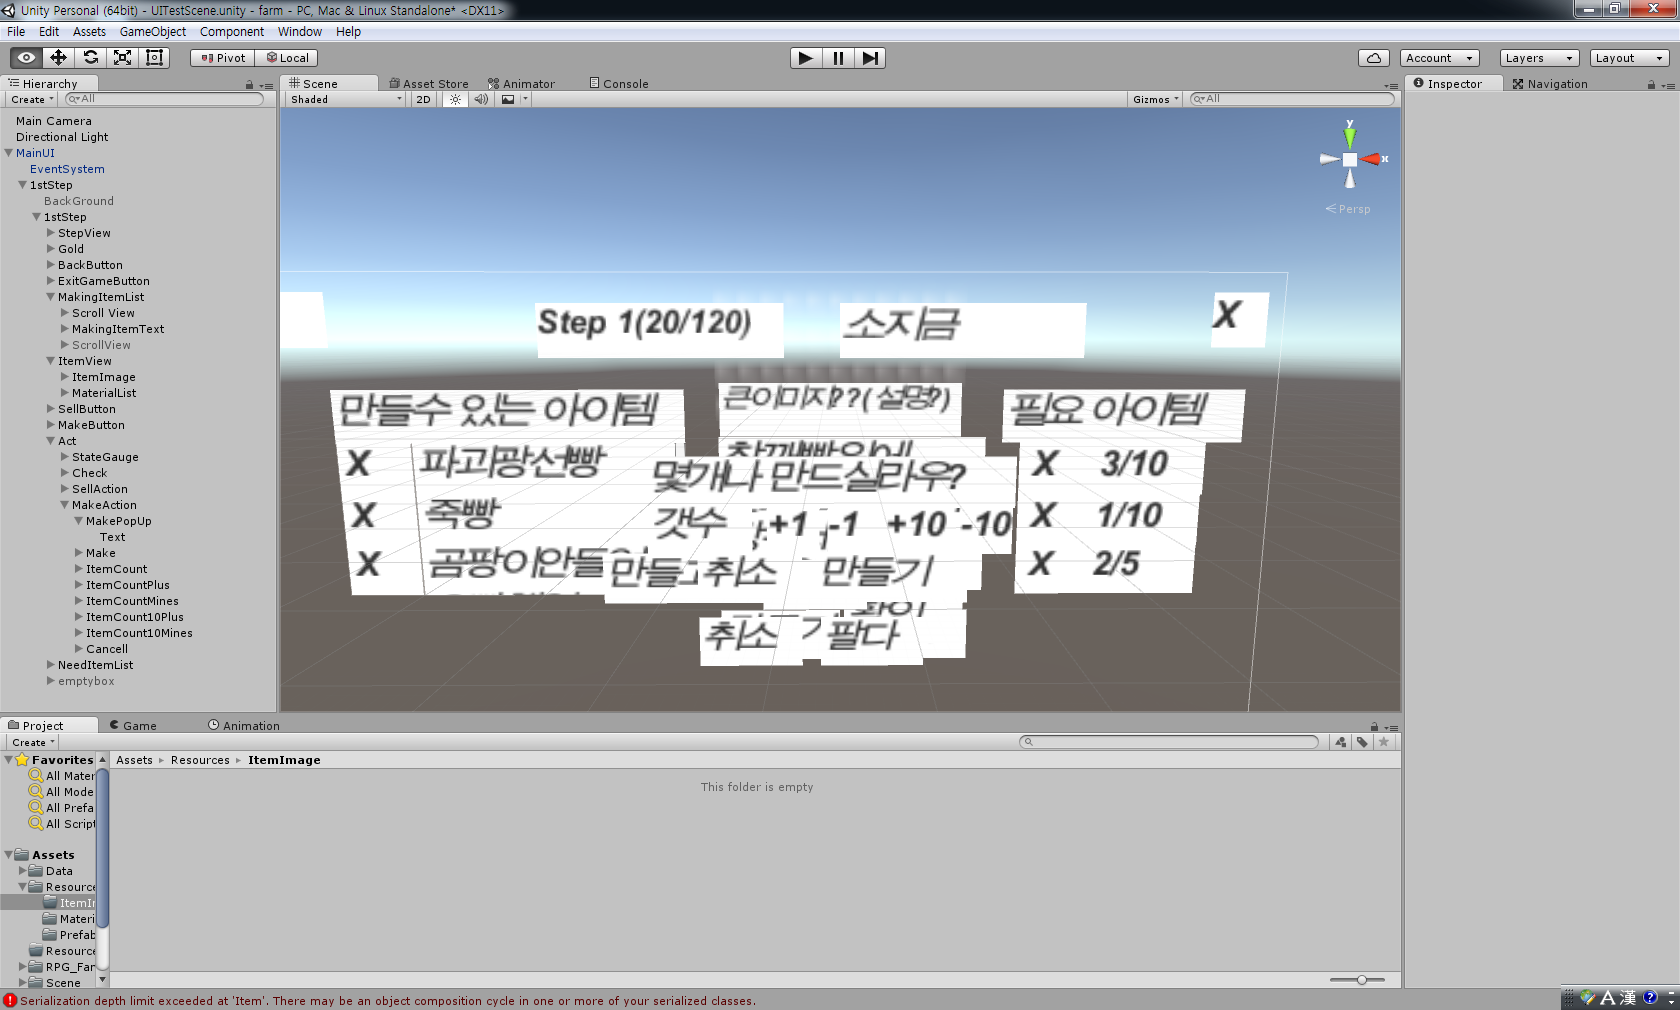 Unity Personal (64bit) - UITestScene.unity - farm - PC, Mac & Linux Standalone* <DX11>
File Edit Assets GameObject Component Window Help
Pivot Local Account Layers Layout
Hierarchy
Create All
Main Camera
Directional Light
MainUI
EventSystem
1stStep
BackGround
1stStep
StepView
Gold
BackButton
ExitGameButton
MakingItemList
Scroll View
MakingItemText
ScrollView
ItemView
ItemImage
MaterialList
SellButton
MakeButton
Act
StateGauge
Check
SellAction
MakeAction
MakePopUp
Text
Make
ItemCount
ItemCountPlus
ItemCountMines
ItemCount10Plus
ItemCount10Mines
Cancell
NeedItemList
emptybox
Scene Asset Store Animator Console
Shaded 2D Gizmos All
y
x
Persp
Step 1(20/120) 소지금 X
만들수 있는 아이템 큰이미지??(설명?) 필요 아이템
X 파괴광선빵 X 3/10
몇개나 만드실라우?
X 죽빵 갯수 +1 -1 +10 -10 X 1/10
X 곰팡이안들 만들 취소 만들기 X 2/5
취소 팔다
Inspector Navigation
Project Game Animation
Create
Favorites
All Mater
All Mode
All Prefa
All Script
Assets
Data
Resource
ItemIr
Materi
Prefab
Resource
RPG_Far
Scene
Assets Resources ItemImage
This folder is empty
Serialization depth limit exceeded at 'Item'. There may be an object composition cycle in one or more of your serialized classes.
A 漢 ?